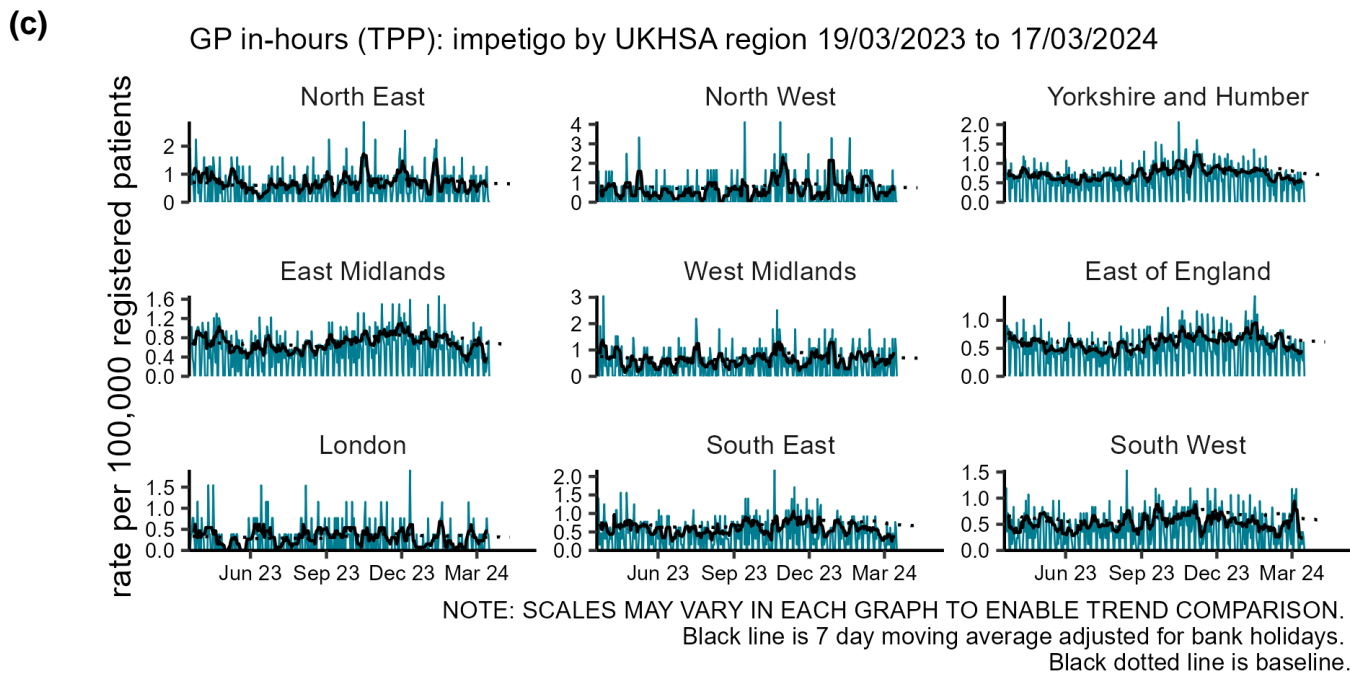 (c)
GP in-hours (TPP): impetigo by UKHSA region 19/03/2023 to 17/03/2024
rate per 100,000 registered patients
North East
North West
Yorkshire and Humber
2
1
0
4
3
2
1
0
2.0
1.5
1.0
0.5
0.0
East Midlands
West Midlands
East of England
1.6
1.2
0.8
0.4
0.0
3
2
1
0
1.0
0.5
0.0
London
South East
South West
1.5
1.0
0.5
0.0
2.0
1.5
1.0
0.5
0.0
1.5
1.0
0.5
0.0
Jun 23 Sep 23 Dec 23 Mar 24
Jun 23 Sep 23 Dec 23 Mar 24
Jun 23 Sep 23 Dec 23 Mar 24
NOTE: SCALES MAY VARY IN EACH GRAPH TO ENABLE TREND COMPARISON.
Black line is 7 day moving average adjusted for bank holidays.
Black dotted line is baseline.